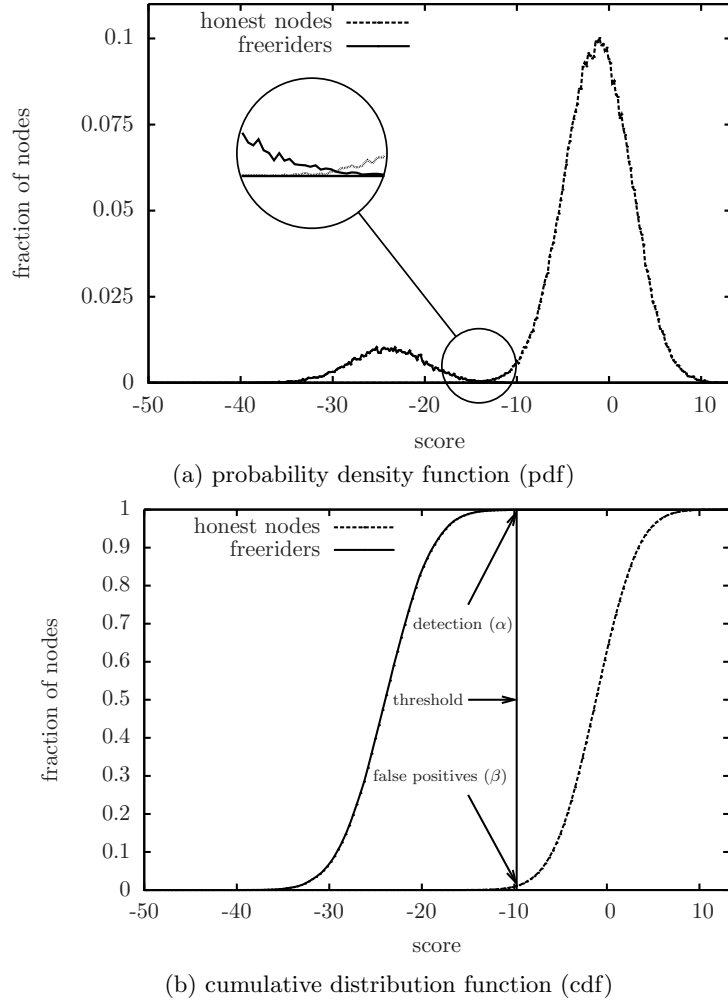 honest nodes
freeriders
0.1
0.075
0.05
0.025
0
fraction of nodes
-50 -40 -30 -20 -10 0 10
score
(a) probability density function (pdf)
honest nodes
freeriders
1
0.9
0.8
0.7
0.6
0.5
0.4
0.3
0.2
0.1
0
fraction of nodes
detection (α)
threshold
false positives (β)
-50 -40 -30 -20 -10 0 10
score
(b) cumulative distribution function (cdf)